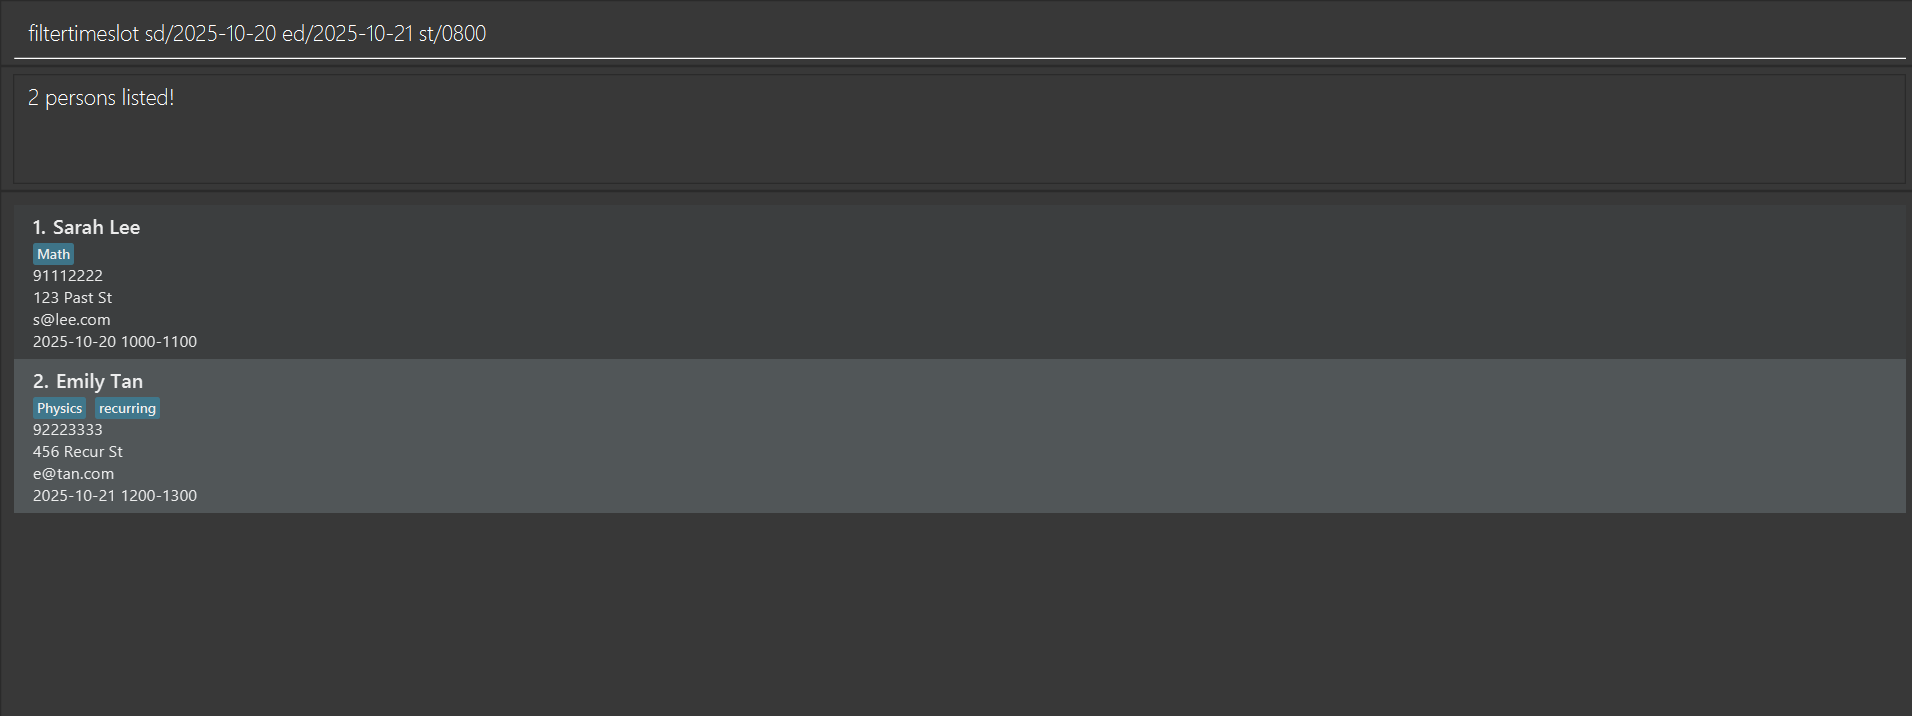 filtertimeslot sd/2025-10-20 ed/2025-10-21 st/0800
2 persons listed!
1. Sarah Lee
Math
91112222
123 Past St
s@lee.com
2025-10-20 1000-1100
2. Emily Tan
Physics recurring
92223333
456 Recur St
e@tan.com
2025-10-21 1200-1300